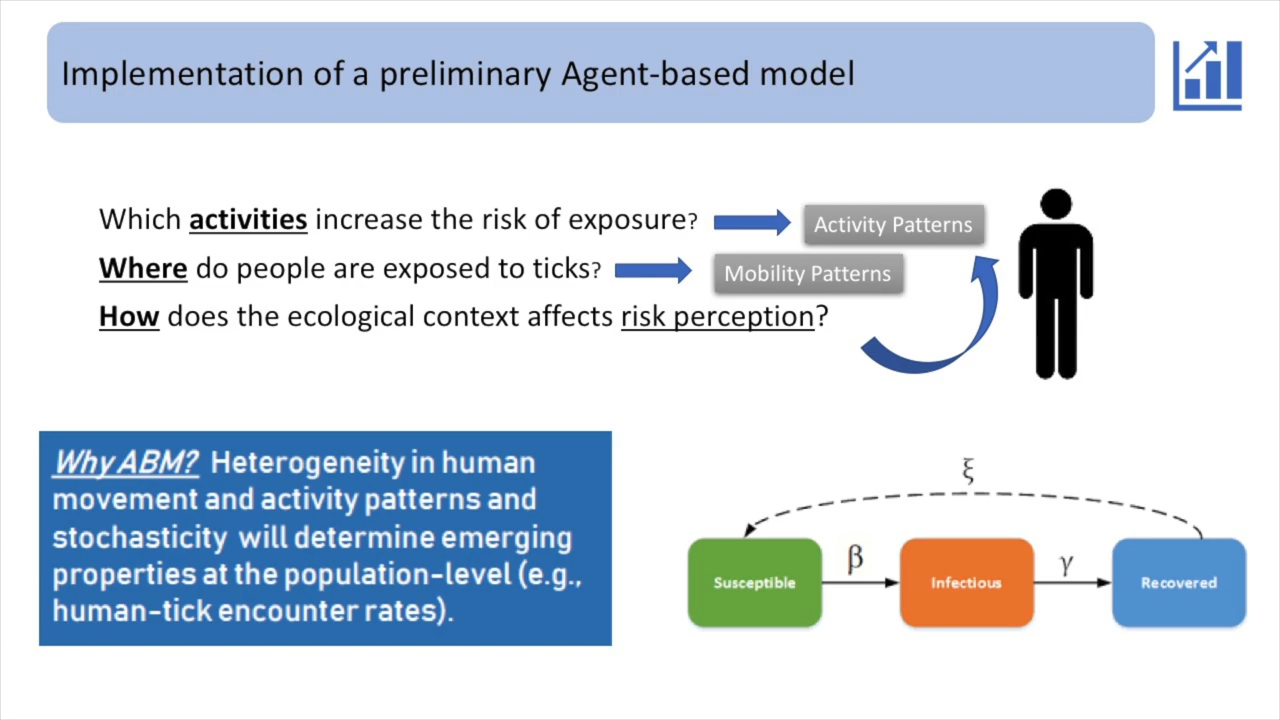 Implementation of a preliminary Agent-based model
Which activities increase the risk of exposure?
Activity Patterns
Where do people are exposed to ticks?
Mobility Patterns
How does the ecological context affects risk perception?
Why ABM? Heterogeneity in human
movement and activity patterns and
stochasticity will determine emerging
properties at the population-level (e.g.,
human-tick encounter rates).
ξ
β
γ
Susceptible
Infectious
Recovered